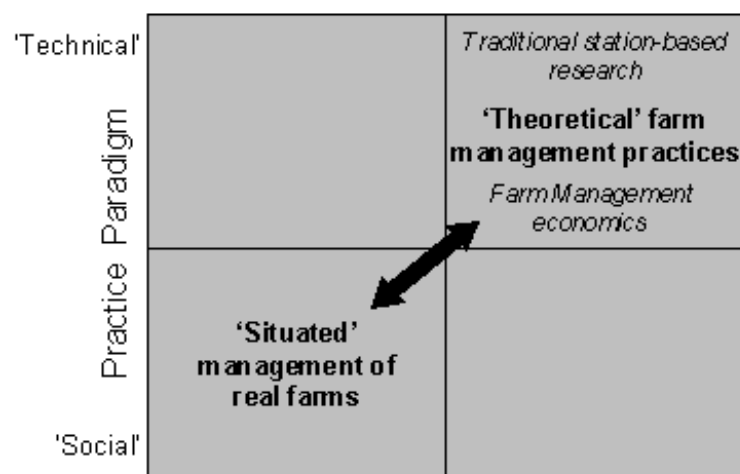 'Technical'
Traditional station-based
research
'Theoretical' farm
management practices
Farm Management
economics
Practice Paradigm
'Situated'
management of
real farms
'Social'